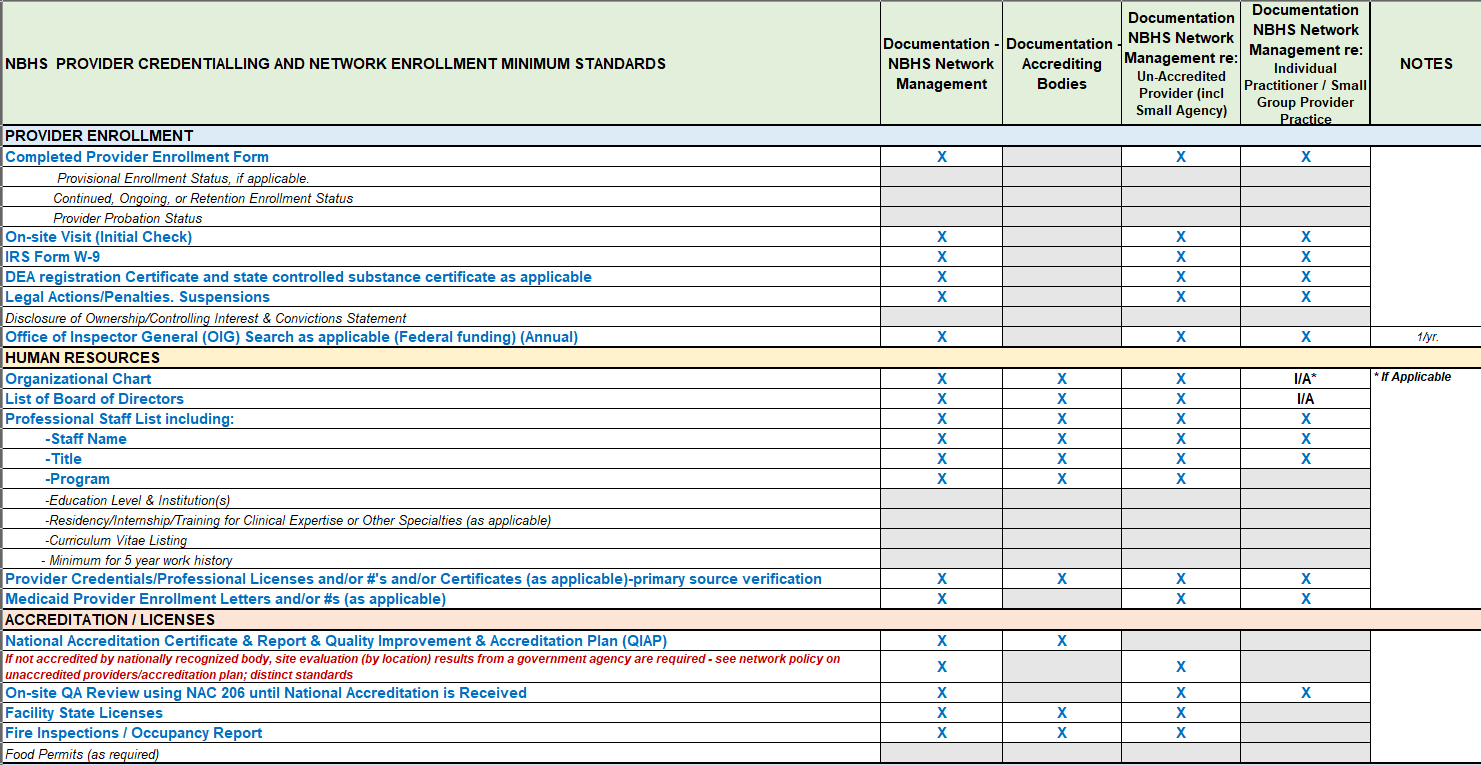 NBHS PROVIDER CREDENTIALLING AND NETWORK ENROLLMENT MINIMUM STANDARDS
Documentation -
NBHS Network
Management
Documentation -
Accrediting
Bodies
Documentation
NBHS Network
Management re:
Un-Accredited
Provider (incl
Small Agency)
Documentation
NBHS Network
Management re:
Individual
Practitioner / Small
Group Provider
Practice
NOTES
PROVIDER ENROLLMENT
Completed Provider Enrollment Form X X X
Provisional Enrollment Status, if applicable.
Continued, Ongoing, or Retention Enrollment Status
Provider Probation Status
On-site Visit (Initial Check) X X X
IRS Form W-9 X X X
DEA registration Certificate and state controlled substance certificate as applicable X X X
Legal Actions/Penalties. Suspensions X X X
Disclosure of Ownership/Controlling Interest & Convictions Statement
Office of Inspector General (OIG) Search as applicable (Federal funding) (Annual) X X X 1/yr.
HUMAN RESOURCES
Organizational Chart X X X I/A* * If Applicable
List of Board of Directors X X X I/A
Professional Staff List including: X X X X
-Staff Name X X X X
-Title X X X X
-Program X X X
-Education Level & Institution(s)
-Residency/Internship/Training for Clinical Expertise or Other Specialties (as applicable)
-Curriculum Vitae Listing
- Minimum for 5 year work history
Provider Credentials/Professional Licenses and/or #'s and/or Certificates (as applicable)-primary source verification X X X X
Medicaid Provider Enrollment Letters and/or #s (as applicable) X X X
ACCREDITATION / LICENSES
National Accreditation Certificate & Report & Quality Improvement & Accreditation Plan (QIAP) X X
If not accredited by nationally recognized body, site evaluation (by location) results from a government agency are required - see network policy on
unaccredited providers/accreditation plan; distinct standards X X
On-site QA Review using NAC 206 until National Accreditation is Received X X X
Facility State Licenses X X X
Fire Inspections / Occupancy Report X X X
Food Permits (as required)